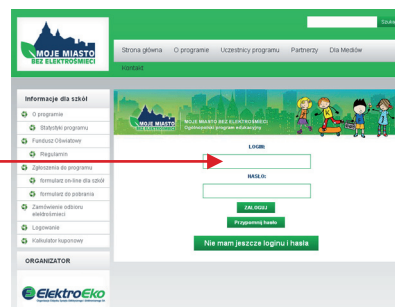 Szukaj
MOJE MIASTO
BEZ ELEKTROŚMIECI
Strona główna O programie Uczestnicy programu Partnerzy Dla Mediów
Kontakt
Informacje dla szkół
O programie
Statystyki programu
Fundusz Oświatowy
Regulamin
Zgłoszenia do programu
formularz on-line dla szkół
formularz do pobrania
Zamówienie odbioru
elektrośmieci
Logowanie
Kalkulator kuponowy
ORGANIZATOR
ElektroEko
MOJE MIASTO
BEZ ELEKTROŚMIECI
MOJE MIASTO BEZ ELEKTROŚMIECI
Ogólnopolski program edukacyjny
LOGIN:
HASŁO:
ZALOGUJ
Przypomnij hasło
Nie mam jeszcze loginu i hasła